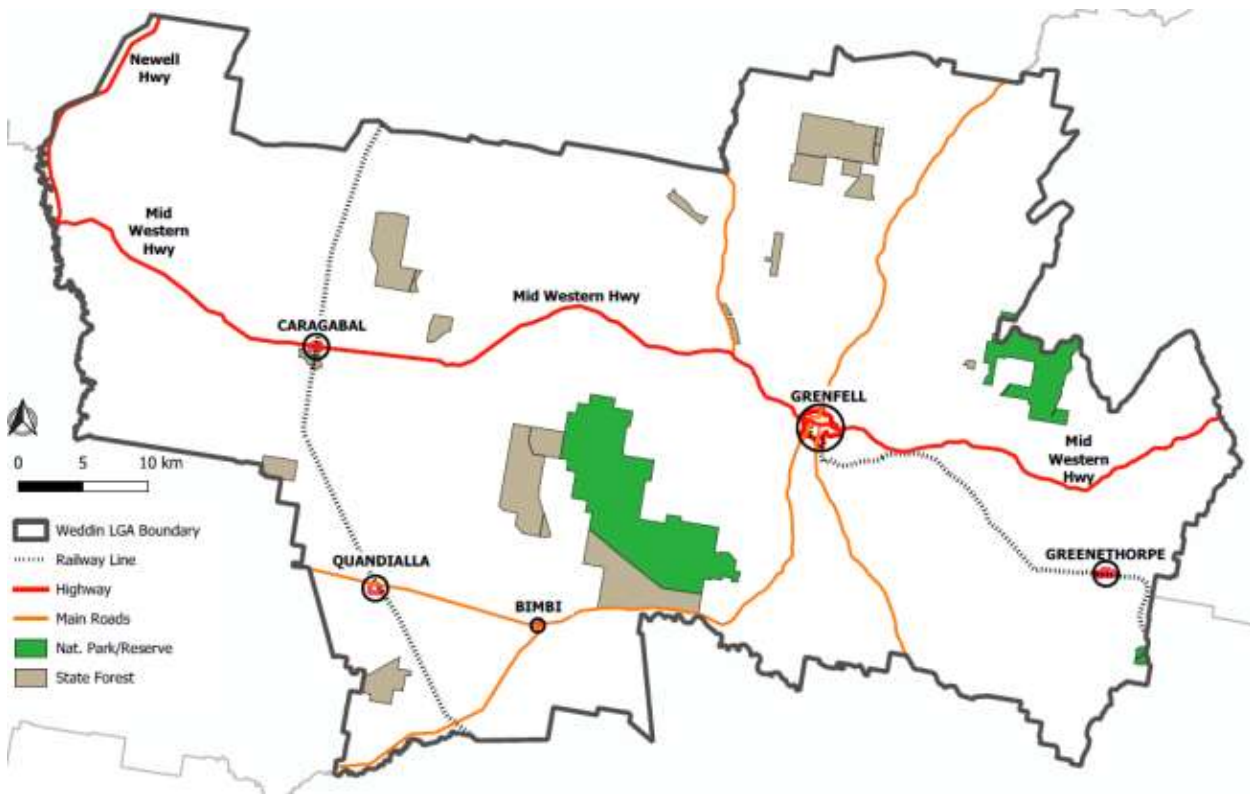 Newell
Hwy
Mid
Western
Hwy
Mid Western Hwy
CARAGABAL
GRENFELL
Mid
Western
Hwy
0 5 10 km
QUANDIALLA
BIMBI
GREENETHORPE
Weddin LGA Boundary
Railway Line
Highway
Main Roads
Nat. Park/Reserve
State Forest